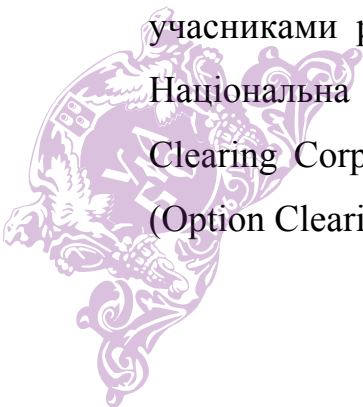 учасниками р
Національна
Clearing Corp
(Option Cleari